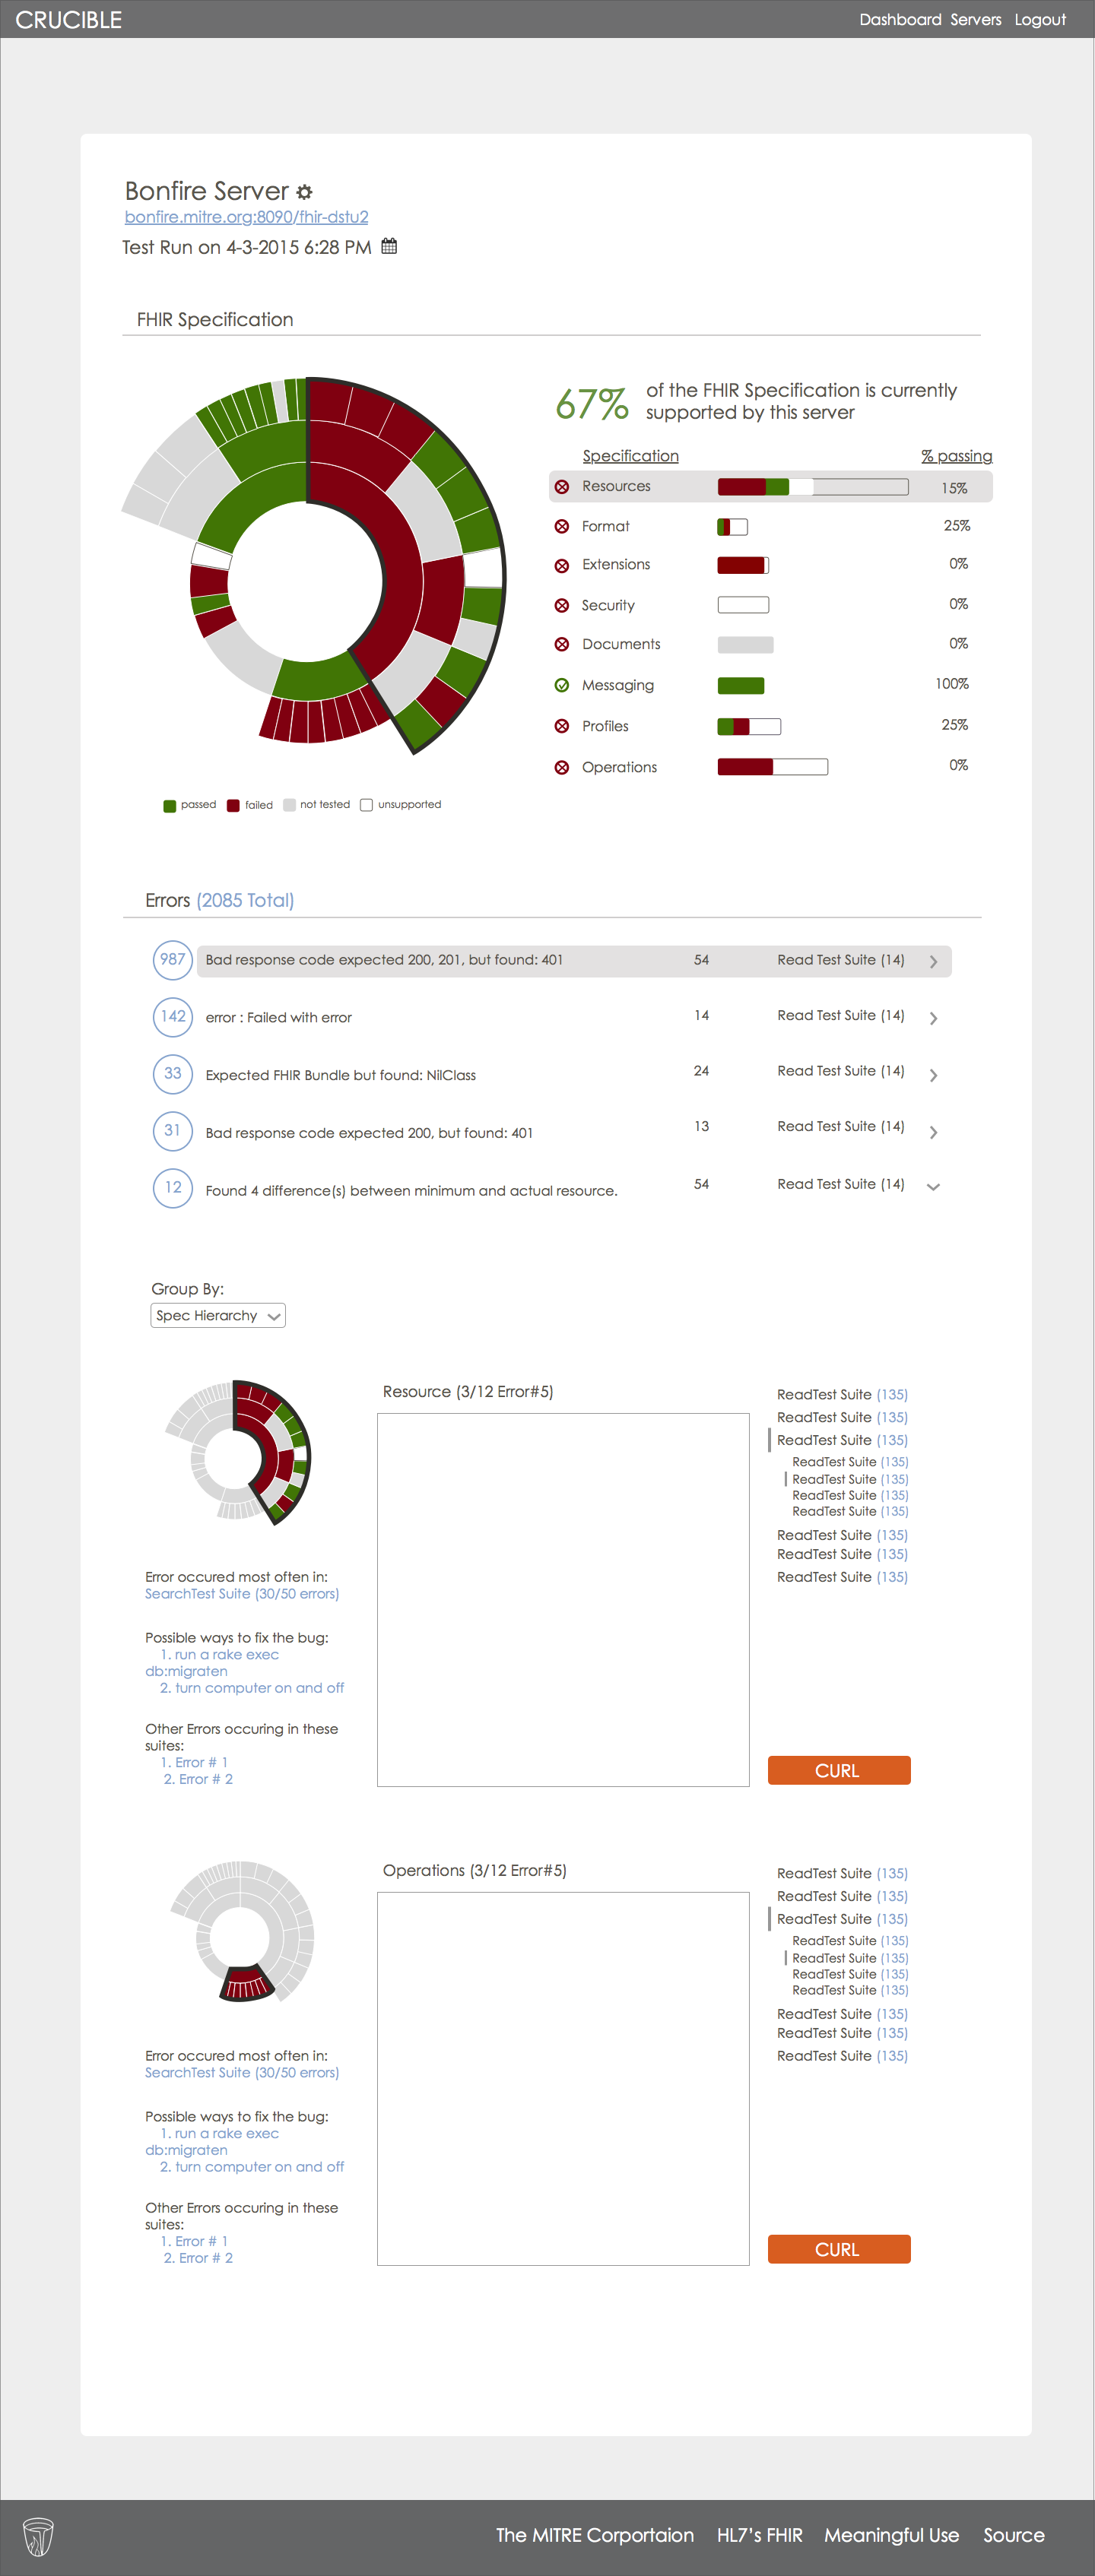 CRUCIBLE
Dashboard Servers Logout
Bonfire Server
bonfire.mitre.org:8090/fhir-dstu2
Test Run on 4-3-2015 6:28 PM
FHIR Specification
67%
of the FHIR Specification is currently
supported by this server
Specification % passing
Resources 15%
Format 25%
Extensions 0%
Security 0%
Documents 0%
Messaging 100%
Profiles 25%
Operations 0%
passed failed not tested unsupported
Errors (2085 Total)
987 Bad response code expected 200, 201, but found: 401 54 Read Test Suite (14)
142 error : Failed with error 14 Read Test Suite (14)
33 Expected FHIR Bundle but found: NilClass 24 Read Test Suite (14)
31 Bad response code expected 200, but found: 401 13 Read Test Suite (14)
12 Found 4 difference(s) between minimum and actual resource. 54 Read Test Suite (14)
Group By:
Spec Hierarchy
Error occured most often in:
SearchTest Suite (30/50 errors)
Possible ways to fix the bug:
1. run a rake exec
db:migraten
2. turn computer on and off
Other Errors occuring in these
suites:
1. Error # 1
2. Error # 2
Resource (3/12 Error#5)
ReadTest Suite (135)
ReadTest Suite (135)
ReadTest Suite (135)
ReadTest Suite (135)
ReadTest Suite (135)
ReadTest Suite (135)
ReadTest Suite (135)
ReadTest Suite (135)
ReadTest Suite (135)
ReadTest Suite (135)
CURL
Error occured most often in:
SearchTest Suite (30/50 errors)
Possible ways to fix the bug:
1. run a rake exec
db:migraten
2. turn computer on and off
Other Errors occuring in these
suites:
1. Error # 1
2. Error # 2
Operations (3/12 Error#5)
ReadTest Suite (135)
ReadTest Suite (135)
ReadTest Suite (135)
ReadTest Suite (135)
ReadTest Suite (135)
ReadTest Suite (135)
ReadTest Suite (135)
ReadTest Suite (135)
ReadTest Suite (135)
ReadTest Suite (135)
CURL
The MITRE Corportaion HL7's FHIR Meaningful Use Source